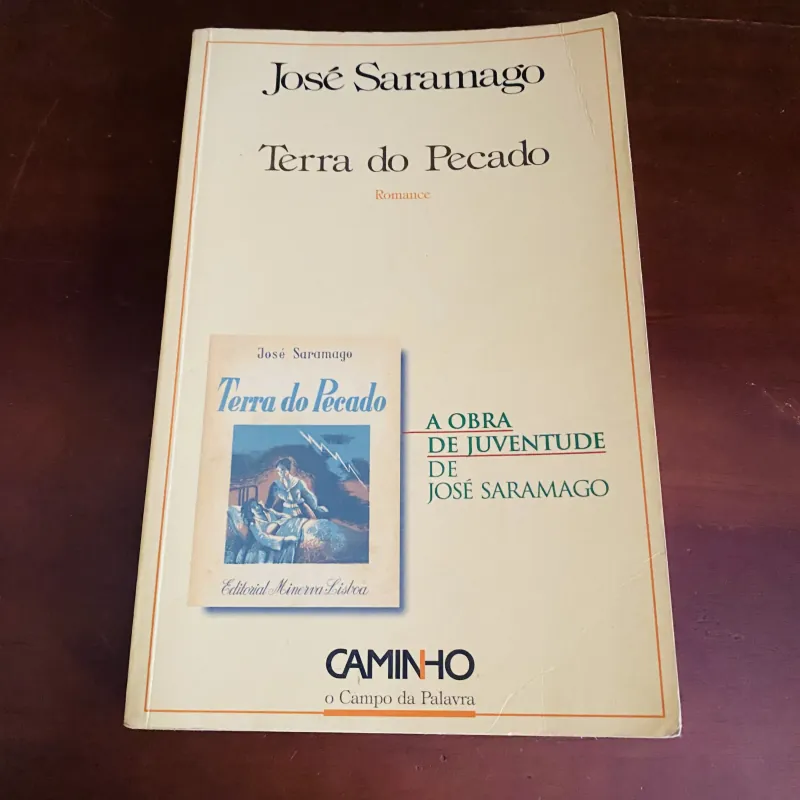 José Saramago
Terra do Pecado
Romance
José Saramago
Terra do Pecado
Editorial Minerva Lisboa
A OBRA
DE JUVENTUDE
DE
JOSÉ SARAMAGO
CAMINHO
o Campo da Palavra